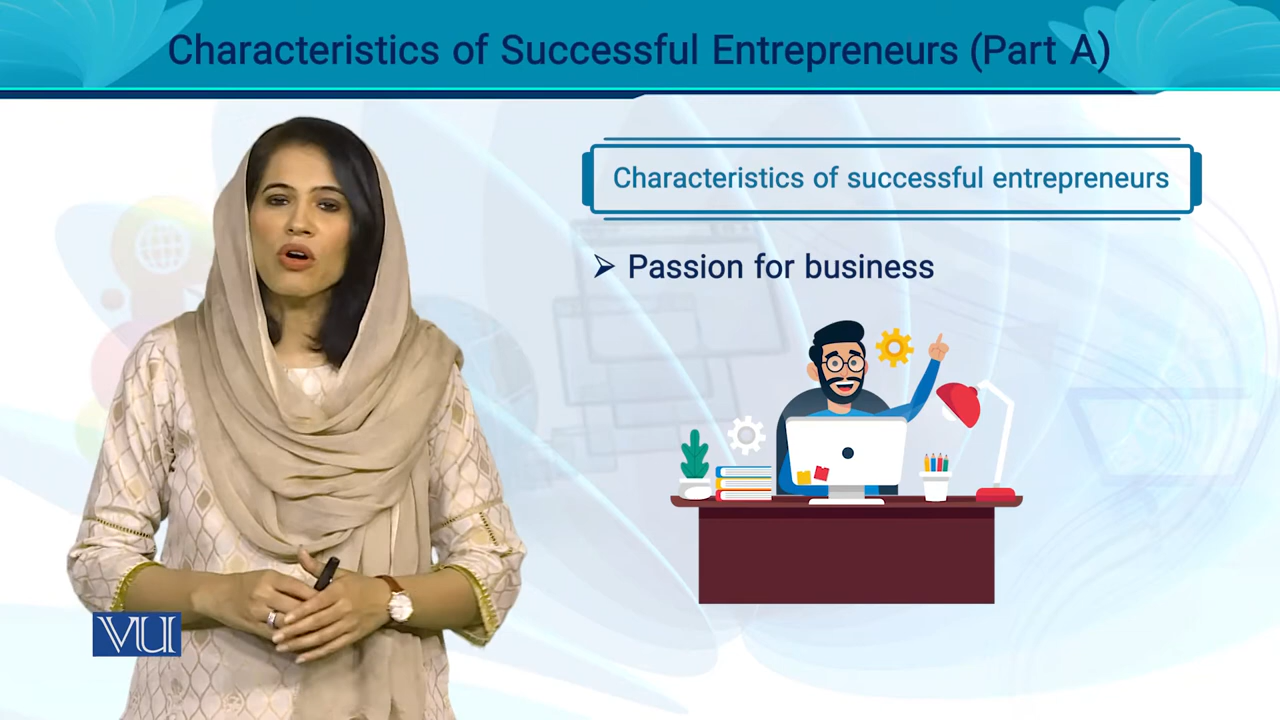 Characteristics of Successful Entrepreneurs (Part A)
Characteristics of successful entrepreneurs
➢ Passion for business
VU